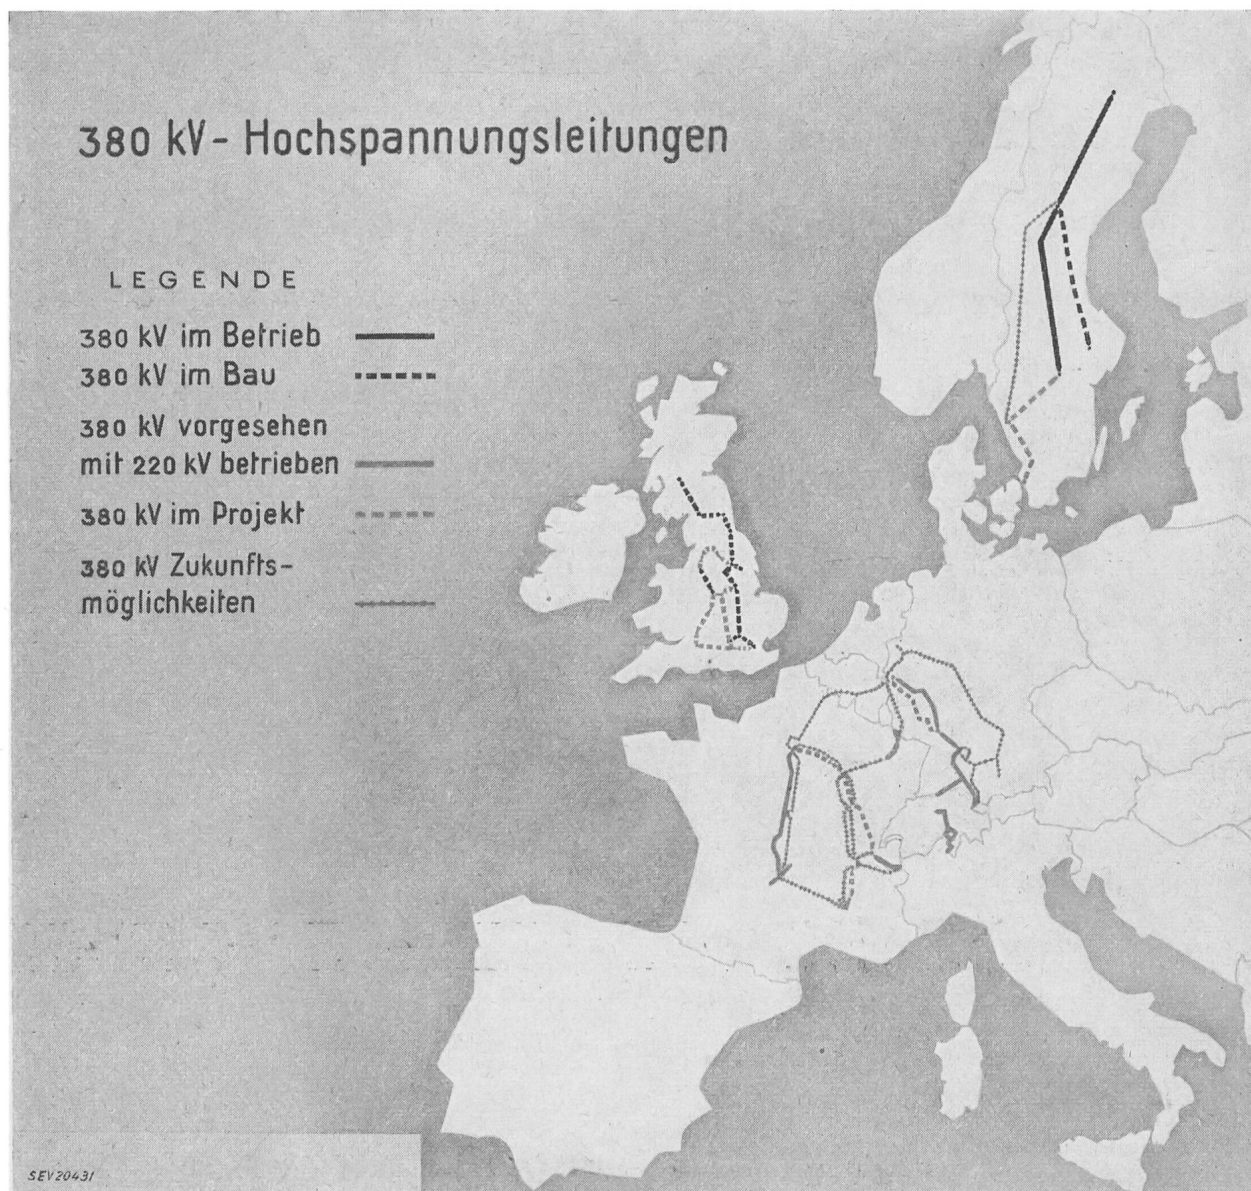 380 kV - Hochspannungsleitungen
LEGENDE
380 kV im Betrieb
380 kV im Bau
380 kV vorgesehen
mit 220 kV betrieben
380 kV im Projekt
380 kV Zukunfts-
möglichkeiten
SEV20431